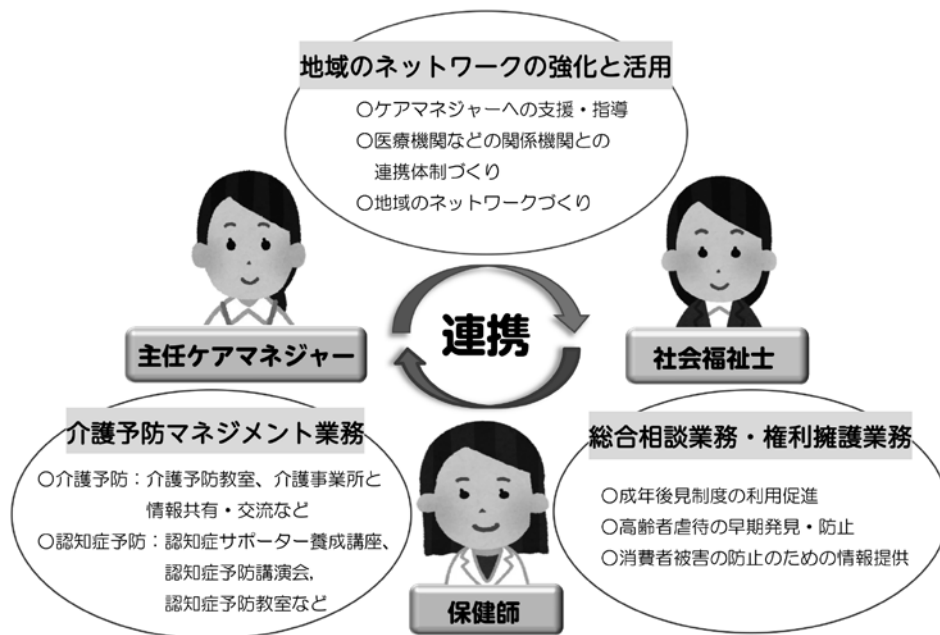 地域のネットワークの強化と活用
○ケアマネジャーへの支援・指導
○医療機関などの関係機関との
連携体制づくり
○地域のネットワークづくり
主任ケアマネジャー
連携
社会福祉士
介護予防マネジメント業務
○介護予防：介護予防教室、介護事業所と
情報共有・交流など
○認知症予防：認知症サポーター養成講座、
認知症予防講演会,
認知症予防教室など
保健師
総合相談業務・権利擁護業務
○成年後見制度の利用促進
○高齢者虐待の早期発見・防止
○消費者被害の防止のための情報提供